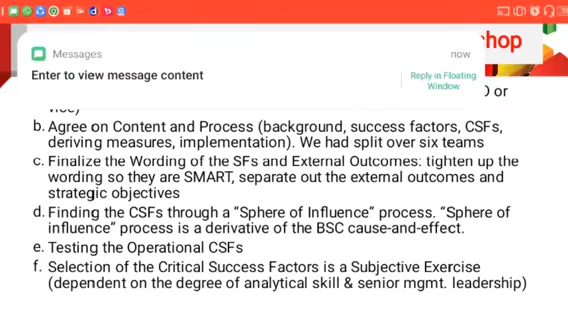 hop
Messages
now
Enter to view message content
Reply in Floating
Window
or
b. Agree on Content and Process (background, success factors, CSFs,
deriving measures, implementation). We had split over six teams
c. Finalize the Wording of the SFs and External Outcomes: tighten up the
wording so they are SMART, separate out the external outcomes and
strategic objectives
d. Finding the CSFs through a “Sphere of Influence” process. “Sphere of
influence” process is a derivative of the BSC cause-and-effect.
e. Testing the Operational CSFs
f. Selection of the Critical Success Factors is a Subjective Exercise
(dependent on the degree of analytical skill & senior mgmt. leadership)